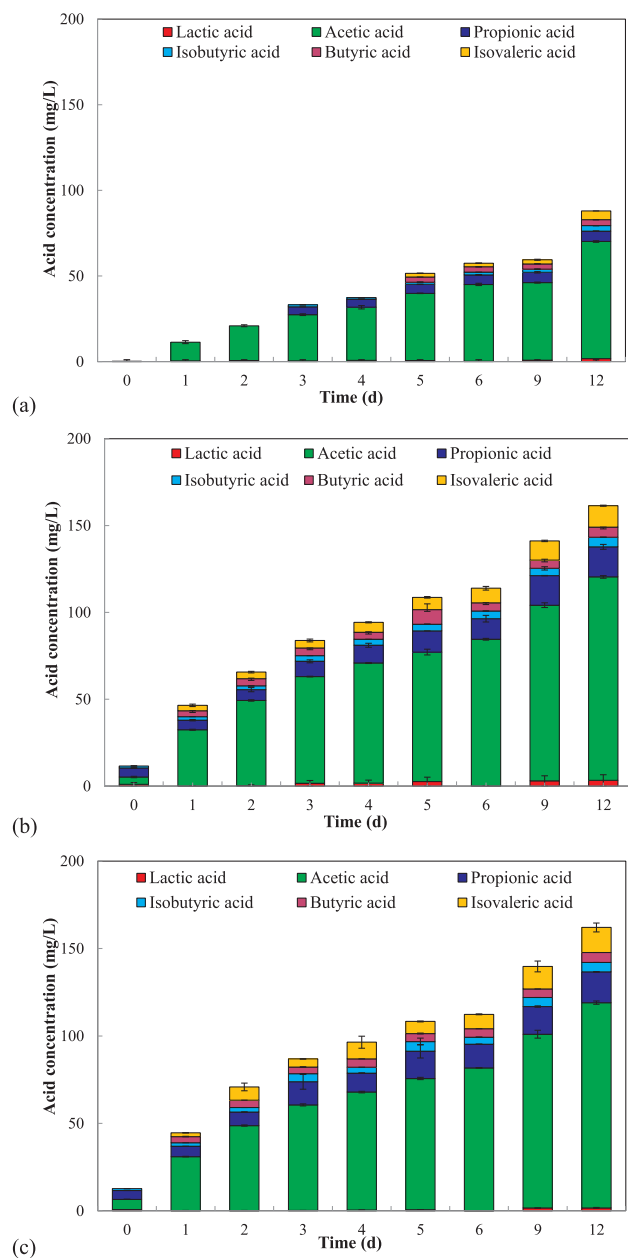 200
Lactic acid Acetic acid Propionic acid
Isobutyric acid Butyric acid Isovaleric acid
150
100
50
0
Acid concentration (mg/L)
0 1 2 3 4 5 6 9 12
Time (d)
(a)
200
Lactic acid Acetic acid Propionic acid
Isobutyric acid Butyric acid Isovaleric acid
150
100
50
0
Acid concentration (mg/L)
0 1 2 3 4 5 6 9 12
Time (d)
(b)
200
Lactic acid Acetic acid Propionic acid
Isobutyric acid Butyric acid Isovaleric acid
150
100
50
0
Acid concentration (mg/L)
0 1 2 3 4 5 6 9 12
Time (d)
(c)